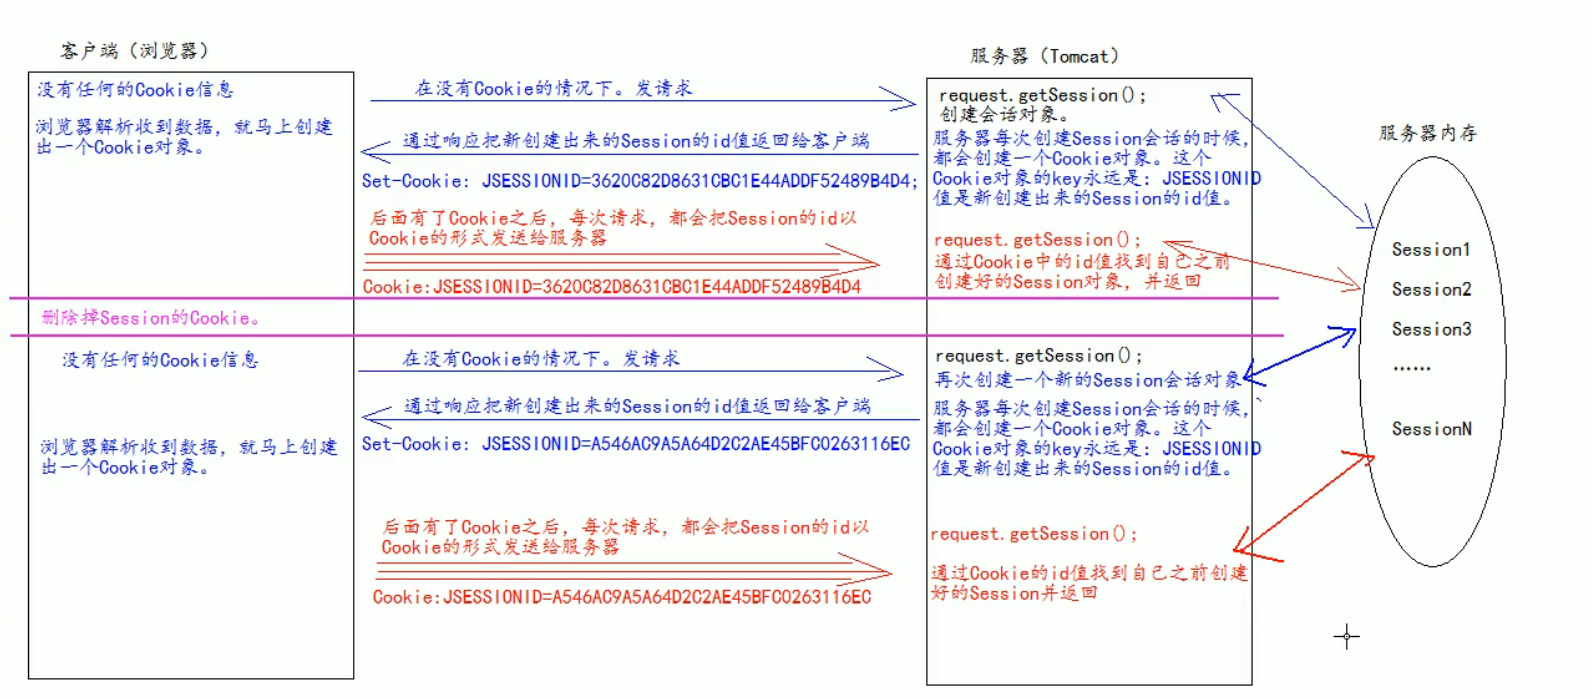 客户端（浏览器）
服务器（Tomcat）
没有任何的Cookie信息
浏览器解析收到数据，就马上创建
出一个Cookie对象。
在没有Cookie的情况下。发请求
通过响应把新创建出来的Session的id值返回给客户端
Set-Cookie: JSESSIONID=3620C82D8631CBC1E44ADDF52489B4D4;
后面有了Cookie之后，每次请求，都会把Session的id以
Cookie的形式发送给服务器
Cookie:JSESSIONID=3620C82D8631CBC1E44ADDF52489B4D4
request.getSession();
创建会话对象。
服务器每次创建Session会话的时候，
都会创建一个Cookie对象。这个
Cookie对象的key永远是：JSESSIONID
值是新创建出来的Session的id值。
request.getSession();
通过Cookie中的id值找到自己之前
创建好的Session对象，并返回
服务器内存
Session1
Session2
Session3
......
SessionN
删除掉Session的Cookie。
没有任何的Cookie信息
浏览器解析收到数据，就马上创建
出一个Cookie对象。
在没有Cookie的情况下。发请求
通过响应把新创建出来的Session的id值返回给客户端
Set-Cookie: JSESSIONID=A546AC9A5A64D2C2AE45BFC0263116EC
后面有了Cookie之后，每次请求，都会把Session的id以
Cookie的形式发送给服务器
Cookie:JSESSIONID=A546AC9A5A64D2C2AE45BFC0263116EC
request.getSession();
再次创建一个新的Session会话对象
服务器每次创建Session会话的时候，
都会创建一个Cookie对象。这个
Cookie对象的key永远是：JSESSIONID
值是新创建出来的Session的id值。
request.getSession();
通过Cookie的id值找到自己之前创建
好的Session并返回